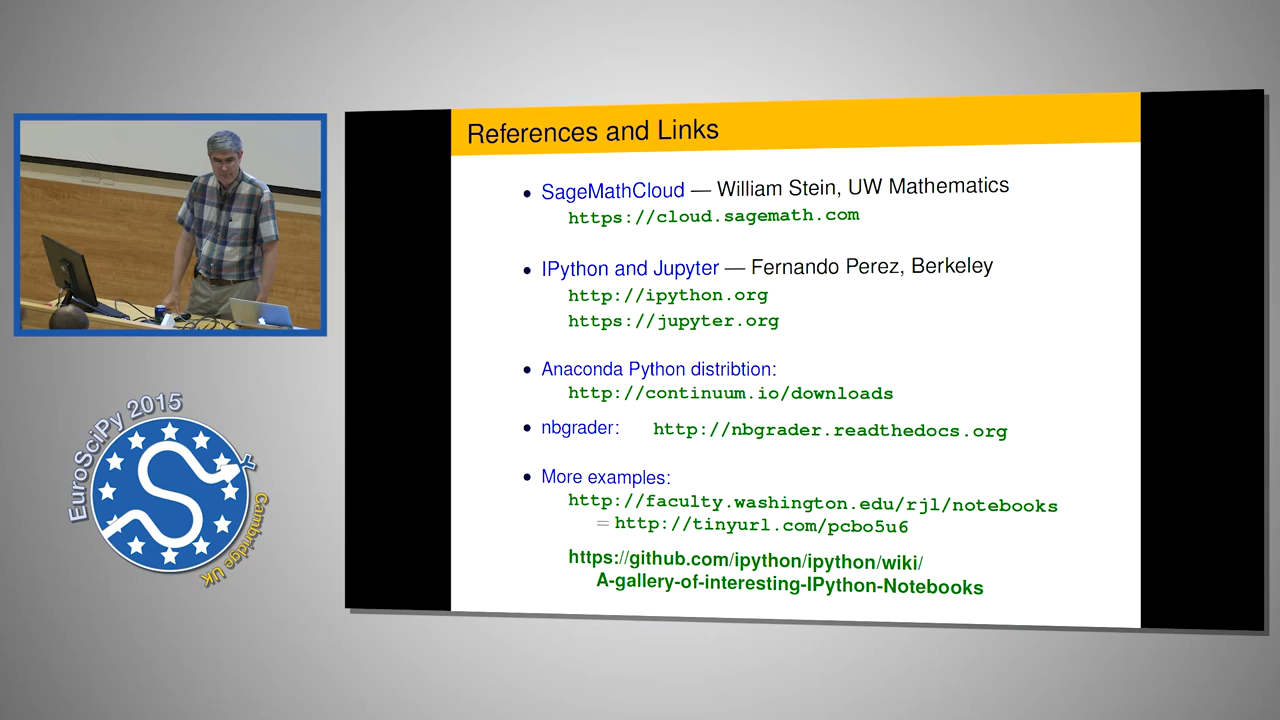 References and Links
• SageMathCloud — William Stein, UW Mathematics
https://cloud.sagemath.com
• IPython and Jupyter — Fernando Perez, Berkeley
http://ipython.org
https://jupyter.org
• Anaconda Python distribtion:
http://continuum.io/downloads
• nbgrader: http://nbgrader.readthedocs.org
• More examples:
http://faculty.washington.edu/rjl/notebooks
= http://tinyurl.com/pcbo5u6
https://github.com/ipython/ipython/wiki/
A-gallery-of-interesting-IPython-Notebooks
EuroSciPy 2015
Cambridge UK